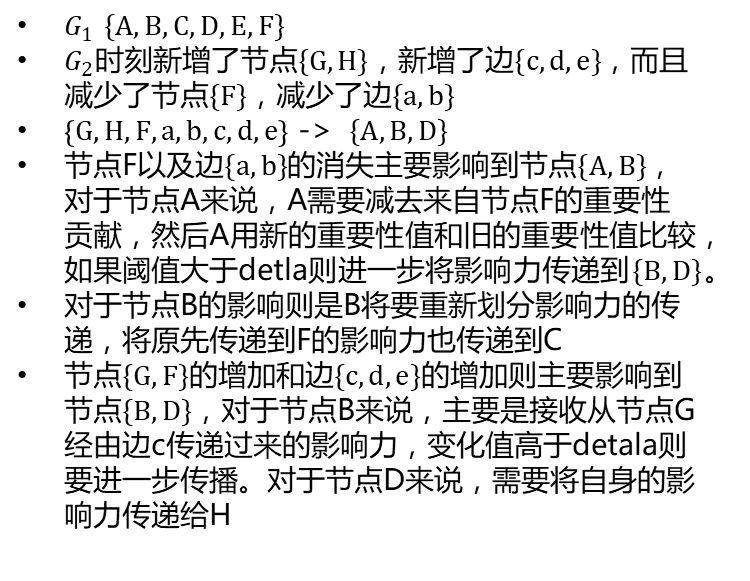 • G₁ {A, B, C, D, E, F}
• G₂时刻新增了节点{G, H}，新增了边{c, d, e}，而且
减少了节点{F}，减少了边{a, b}
• {G, H, F, a, b, c, d, e} -> {A, B, D}
• 节点F以及边{a, b}的消失主要影响到节点{A, B}，
对于节点A来说，A需要减去来自节点F的重要性
贡献，然后A用新的重要性值和旧的重要性值比较，
如果阈值大于detla则进一步将影响力传递到{B, D}。
• 对于节点B的影响则是B将要重新划分影响力的传
递，将原先传递到F的影响力也传递到C
• 节点{G, F}的增加和边{c, d, e}的增加则主要影响到
节点{B, D}，对于节点B来说，主要是接收从节点G
经由边c传递过来的影响力，变化值高于detala则
要进一步传播。对于节点D来说，需要将自身的影
响力传递给H